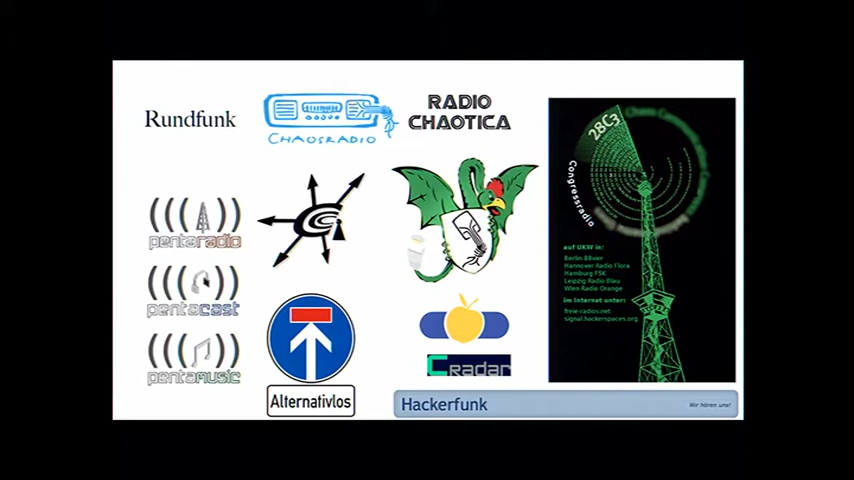 Rundfunk
CHAOSRADIO
RADIO
CHAOTICA
pentaradio
pentacast
pentamusic
Alternativlos
CRadar
Hackerfunk
Wir hören uns!
28C3
Congressradio
auf UKW in:
Berlin 88vier
Hannover Radio Flora
Hamburg FSK
Leipzig Radio Blau
Wien Radio Orange
im Internet unter:
freie-radios.net
signal.hackerspaces.org